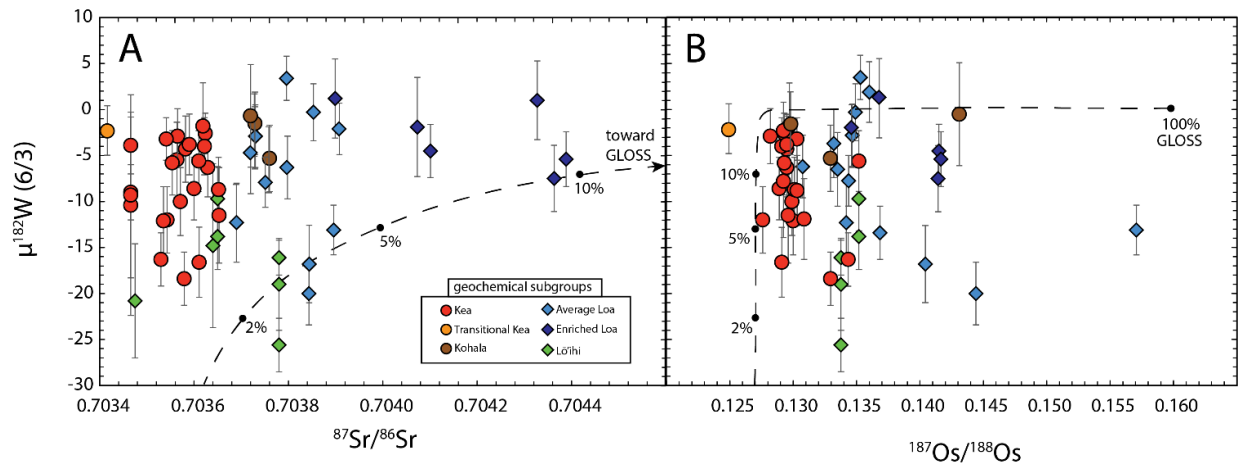 A
B
10
5
0
-5
-10
-15
-20
-25
-30
μ182W (6/3)
toward
GLOSS
10%
5%
2%
geochemical subgroups
Kea
Average Loa
Transitional Kea
Enriched Loa
Kohala
Lō'ihi
0.7034
0.7036
0.7038
0.704
0.7042
0.7044
87Sr/86Sr
100%
GLOSS
10%
5%
2%
0.125
0.130
0.135
0.140
0.145
0.150
0.155
0.160
187Os/188Os